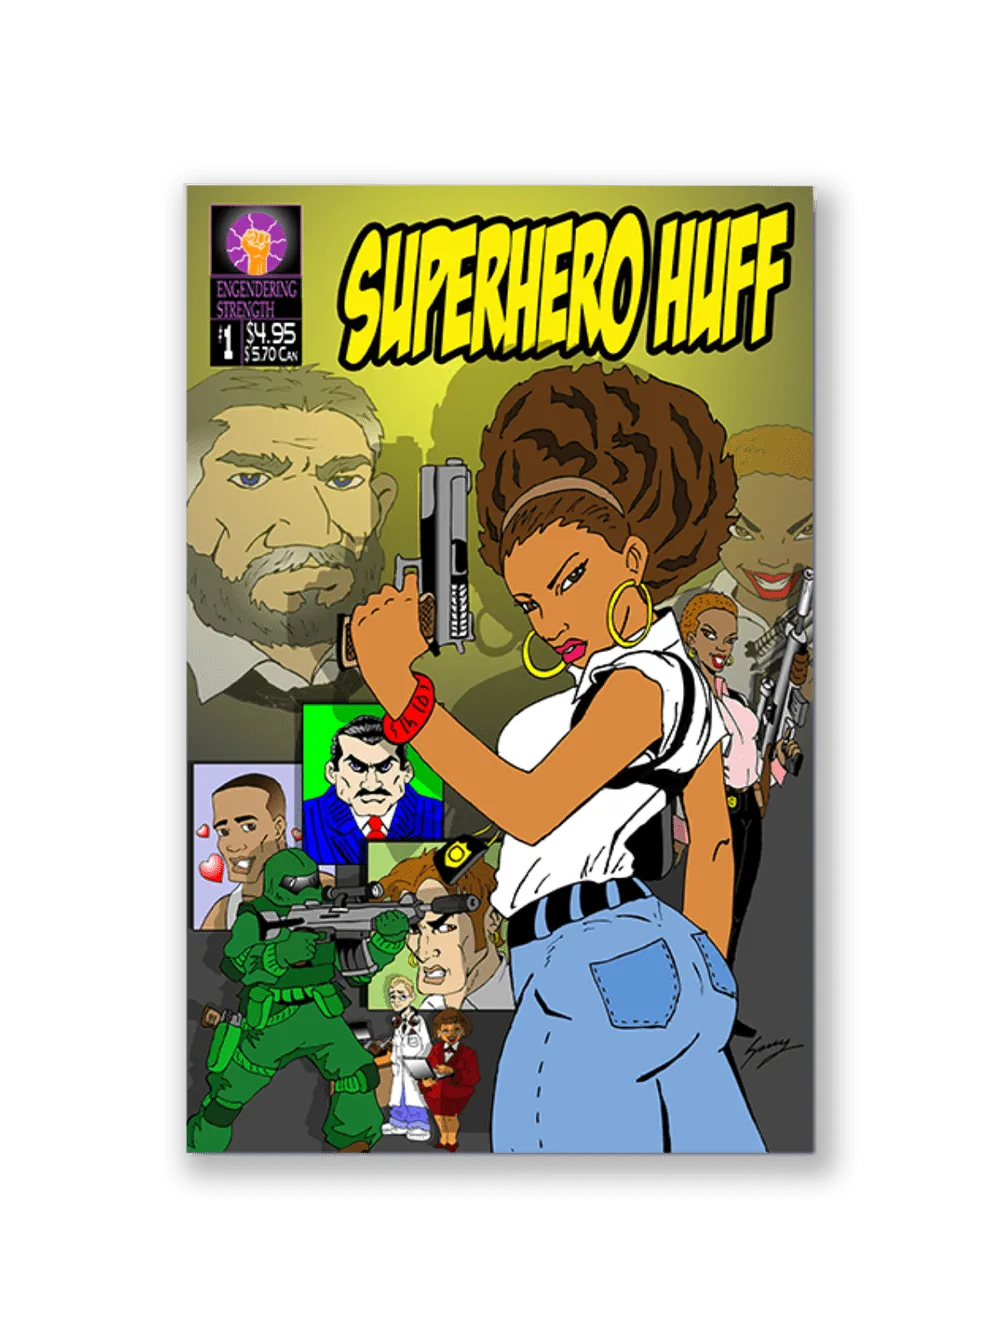 SUPERHERO HUFF
ENGENDERING
STRENGTH
#1
$4.95
$5.70 CAN